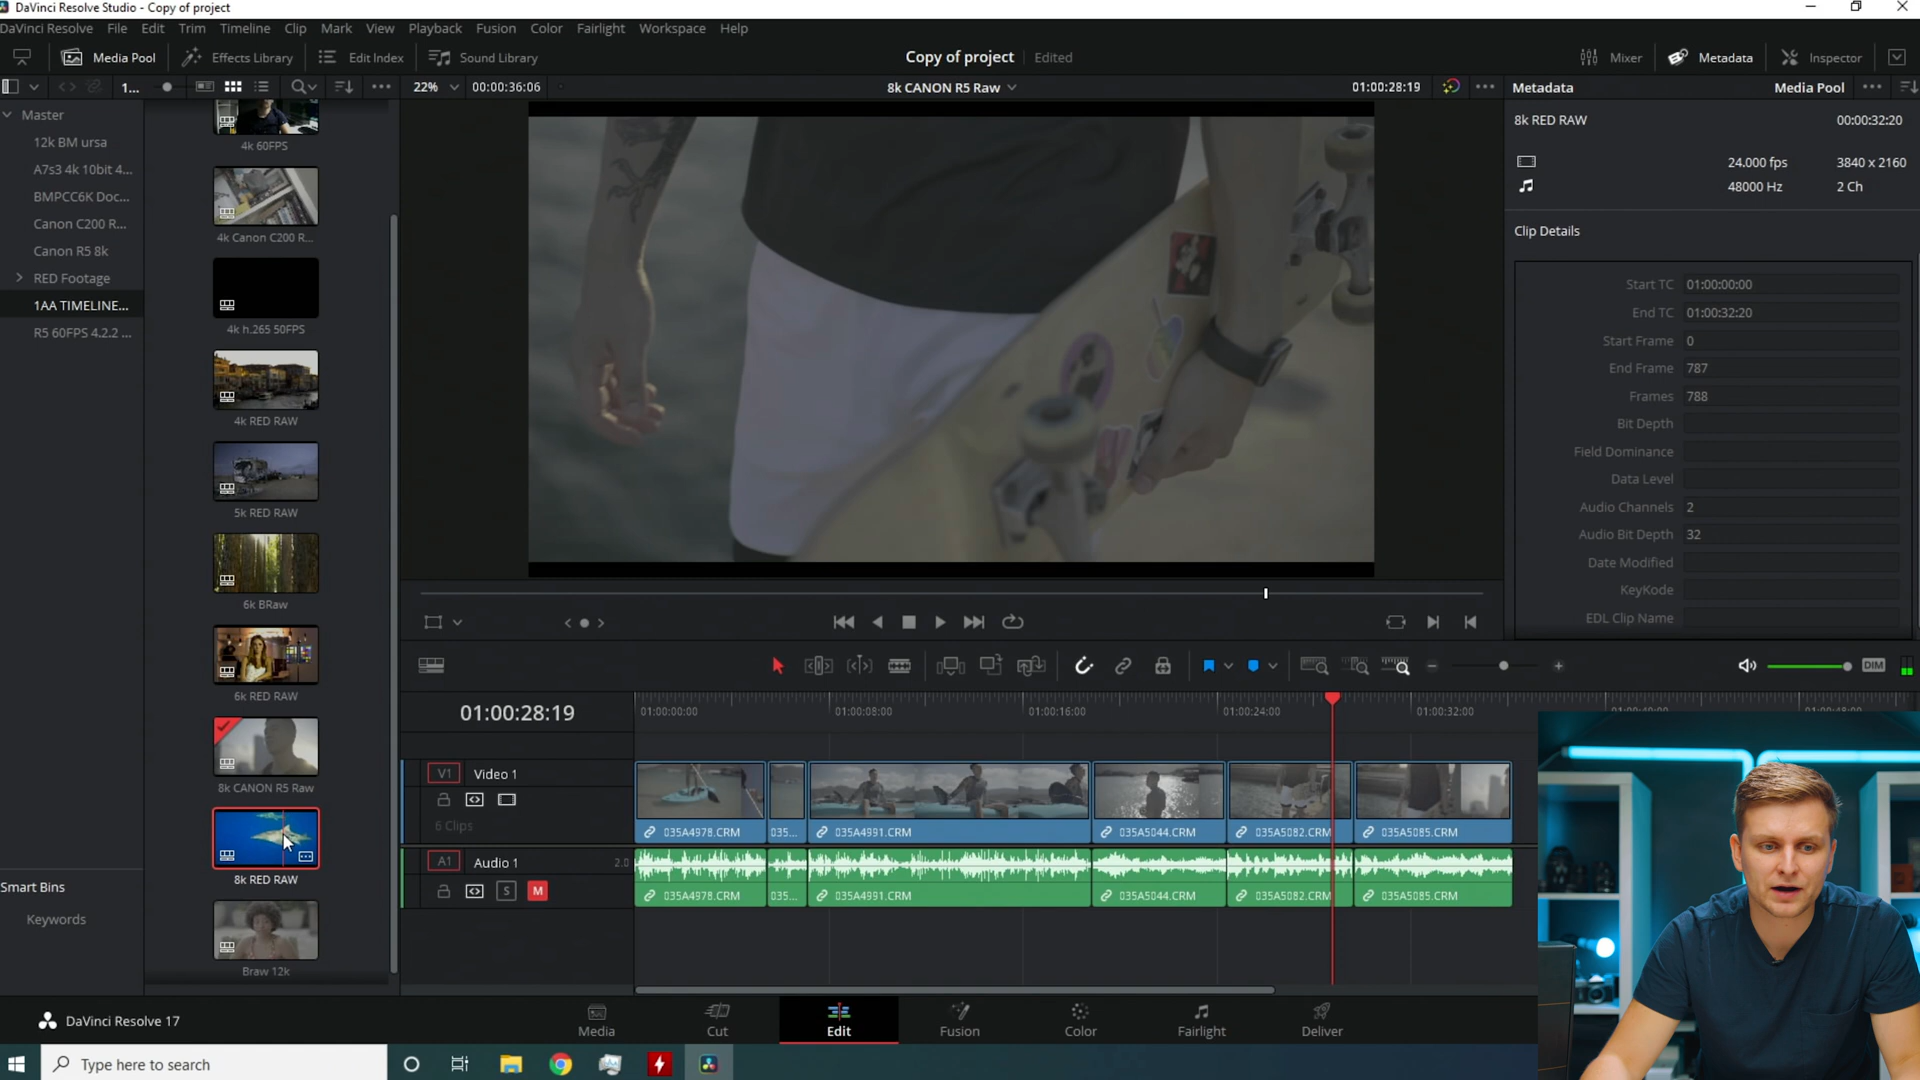 DaVinci Resolve Studio - Copy of project
DaVinci Resolve File Edit Trim Timeline Clip Mark View Playback Color Fusion Color Fairlight Workspace Help
Media Pool Effects Library Edit Index Sound Library Copy of project Edited Mixer Metadata Inspector
1... 22% 00:00:36:06 8k CANON R5 Raw 01:00:28:19 Metadata Media Pool
Master
12k BM ursa
A7s3 4k 10bit 4...
BMPCC6K Doc...
Canon C200 R...
Canon R5 8k
RED Footage
1AA TIMELINE...
R5 60FPS 4.2.2 ...
Smart Bins
Keywords
4k 60FPS
4k Canon C200 R...
4k h.265 50FPS
4k RED RAW
5k RED RAW
6k BRaw
6k RED RAW
8k CANON R5 Raw
8k RED RAW
Braw 12k
8k RED RAW 00:00:32:20
24.000 fps 3840 x 2160
48000 Hz 2 Ch
Clip Details
Start TC 01:00:00:00
End TC 01:00:32:20
Start Frame 0
End Frame 787
Frames 788
Bit Depth
Field Dominance
Data Level
Audio Channels 2
Audio Bit Depth 32
Date Modified
KeyKode
EDL Clip Name
DIM
01:00:28:19 01:00:00:00 01:00:08:00 01:00:16:00 01:00:24:00 01:00:32:00
V1 Video 1
6 Clips
035A4978.CRM 035... 035A4991.CRM 035A5044.CRM 035A5082.CRM 035A5085.CRM
A1 Audio 1 2.0
S M
035A4978.CRM 035... 035A4991.CRM 035A5044.CRM 035A5082.CRM 035A5085.CRM
DaVinci Resolve 17 Media Cut Edit Fusion Color Fairlight Deliver
Type here to search